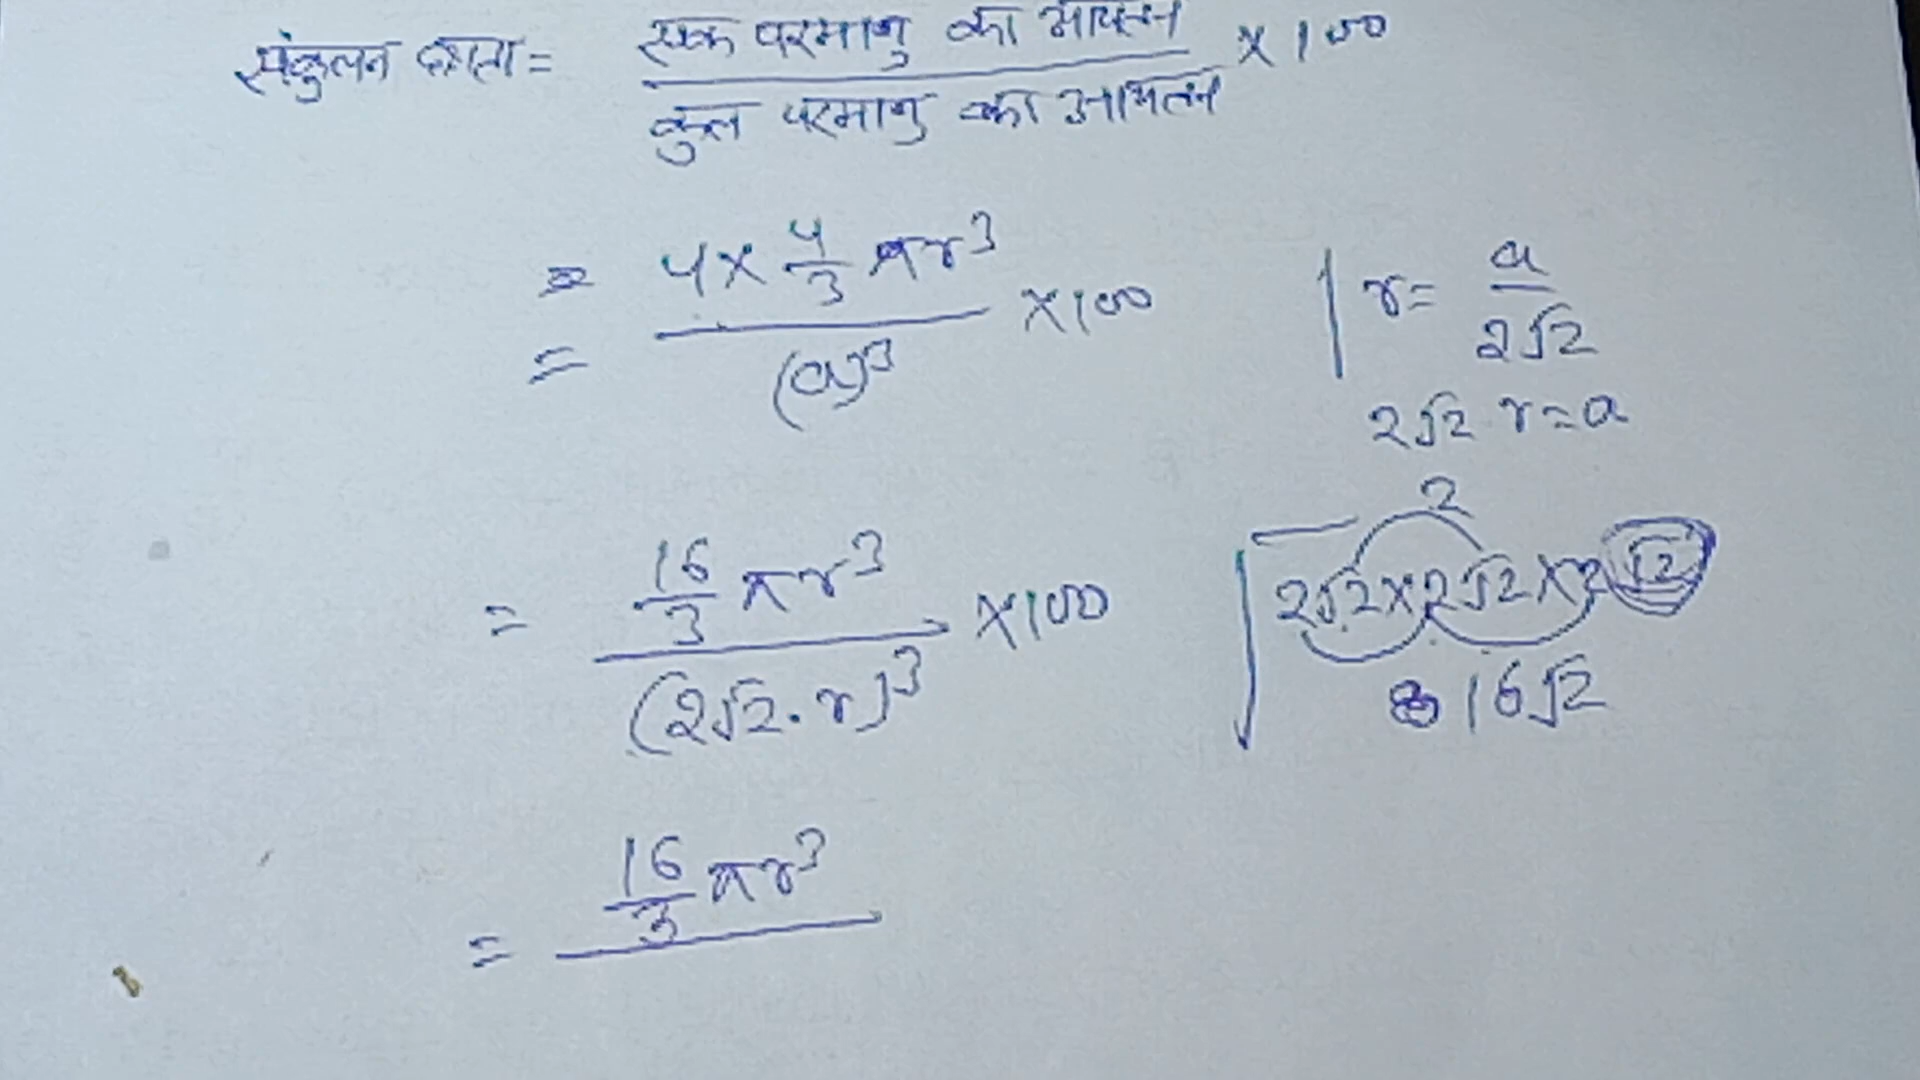 संकुलन क्षमता = एक परमाणु का आयतन / कुल परमाणु का आयतन × 100
= 4 × 4/3 πr³ / (a)³ × 100
r = a / 2√2
2√2 · r = a
= 16/3 πr³ / (2√2 · r)³ × 100
2
2√2 × 2√2 × 2√2
16√2
= 16/3 πr³